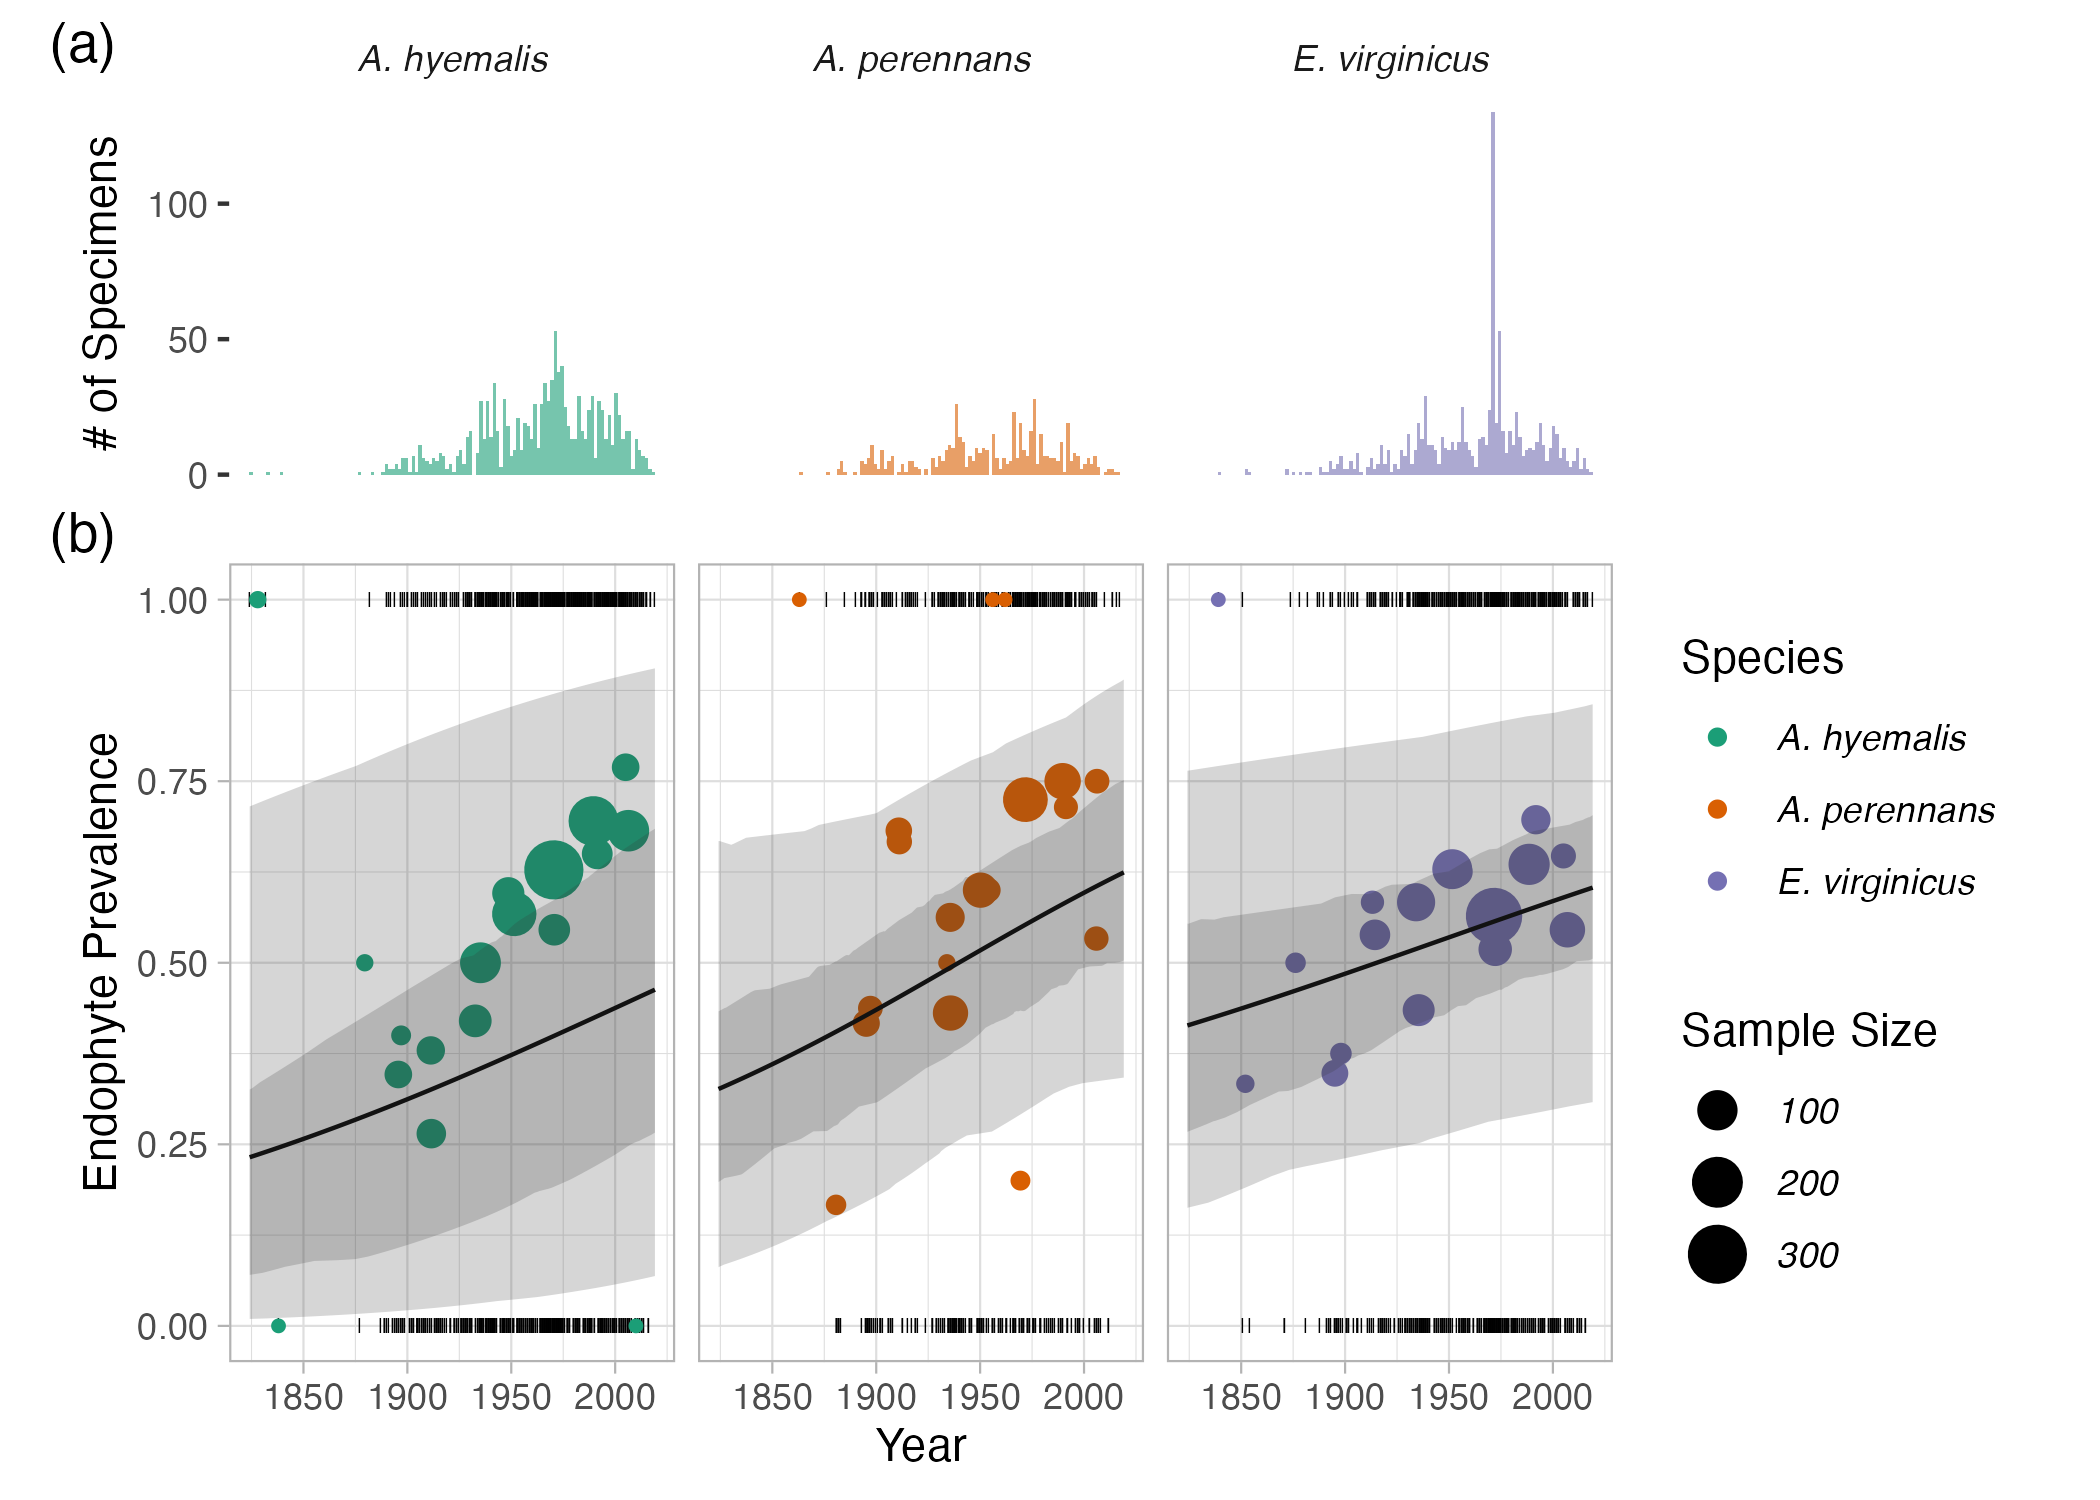 (a)
A. hyemalis A. perennans E. virginicus
# of Specimens
100
50
0
(b)
Endophyte Prevalence
1.00
0.75
0.50
0.25
0.00
1850 1900 1950 2000 1850 1900 1950 2000 1850 1900 1950 2000
Year
Species
A. hyemalis
A. perennans
E. virginicus
Sample Size
100
200
300